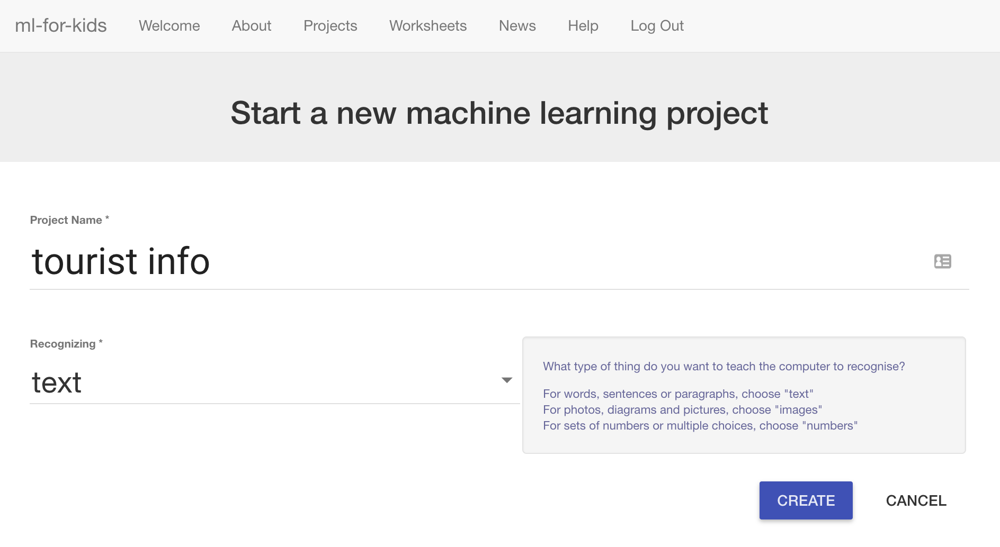 ml-for-kids Welcome About Projects Worksheets News Help Log Out
Start a new machine learning project
Project Name *
tourist info
Recognizing *
text
What type of thing do you want to teach the computer to recognise?
For words, sentences or paragraphs, choose "text"
For photos, diagrams and pictures, choose "images"
For sets of numbers or multiple choices, choose "numbers"
CREATE CANCEL